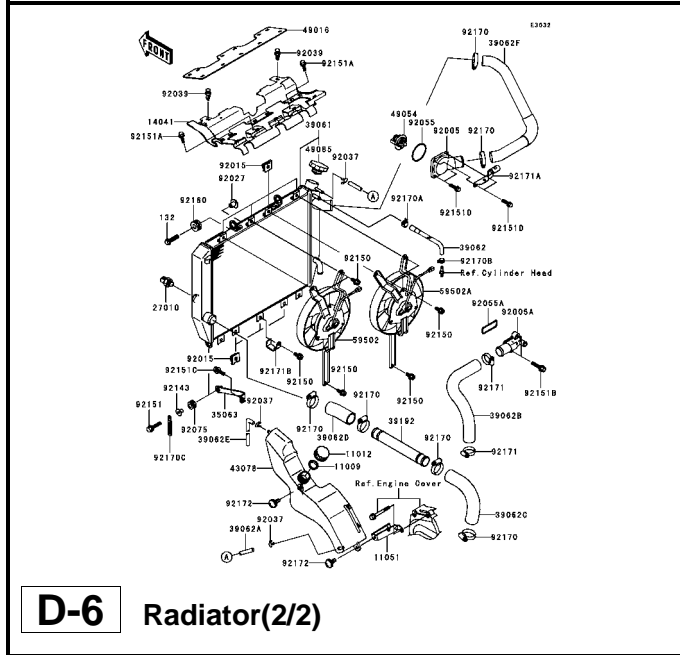 E3032
49016
92170
39062F
FRONT
92039
92151A
92039
39061
49054
92055
92005
92170
14041
92151A
49085
92037
92015
92027
A
92171A
92160
92170A
92151D
92151D
132
39062
92170B
Ref.Cylinder Head
92150
59502A
27010
92055A
92005A
92150
59502
92015
92151C
92171B
92150
92150
92171
92151B
92143
92151
92037
92170
92150
35063
92170
39192
39062B
92075
39062E
92170
39062D
92170
92171
92170C
11012
43078
11009
Ref.Engine Cover
39062C
92172
92037
39062A
92170
A
92172
11051
D-6 Radiator(2/2)